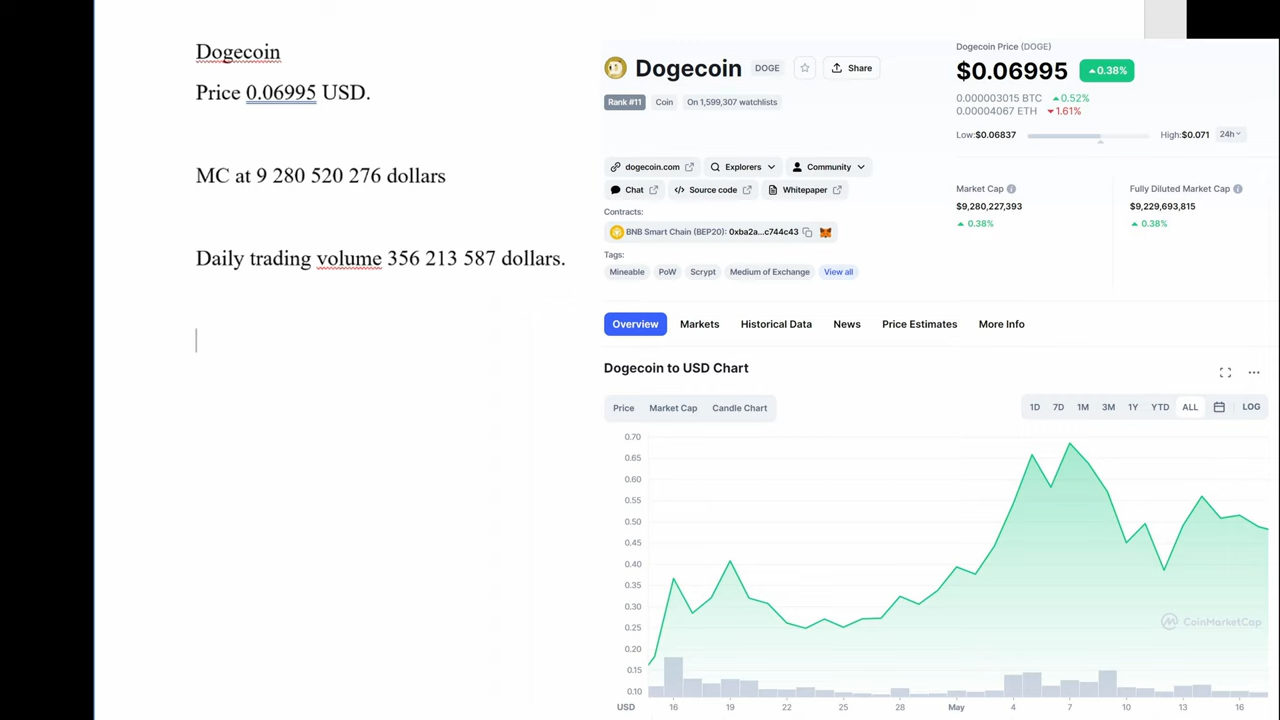 Dogecoin
Price 0.06995 USD.
MC at 9 280 520 276 dollars
Daily trading volume 356 213 587 dollars.
Dogecoin DOGE Share
Rank #11 Coin On 1,599,307 watchlists
dogecoin.com Explorers Community
Chat Source code Whitepaper
Contracts:
BNB Smart Chain (BEP20): 0xba2a...c744c43
Tags:
Mineable PoW Scrypt Medium of Exchange View all
Dogecoin Price (DOGE)
$0.06995 0.38%
0.000003015 BTC 0.52%
0.00004067 ETH 1.61%
Low:$0.06837 High:$0.071 24h
Market Cap
$9,280,227,393
0.38%
Fully Diluted Market Cap
$9,229,693,815
0.38%
Overview Markets Historical Data News Price Estimates More Info
Dogecoin to USD Chart
Price Market Cap Candle Chart
1D 7D 1M 3M 1Y YTD ALL LOG
0.70
0.65
0.60
0.55
0.50
0.45
0.40
0.35
0.30
0.25
0.20
0.15
0.10
CoinMarketCap
USD 16 19 22 25 28 May 4 7 10 13 16